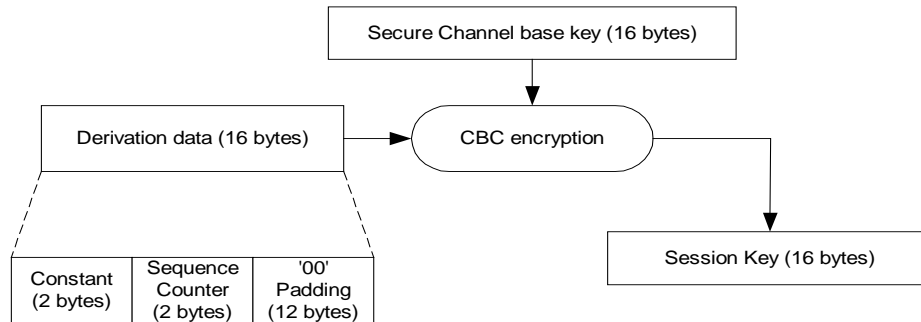 Secure Channel base key (16 bytes)
Derivation data (16 bytes)
CBC encryption
Session Key (16 bytes)
Constant
(2 bytes)
Sequence
Counter
(2 bytes)
'00'
Padding
(12 bytes)